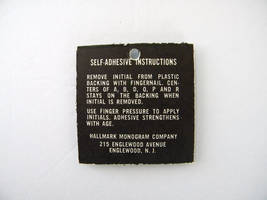 SELF-ADHESIVE INSTRUCTIONS
REMOVE INITIAL FROM PLASTIC
BACKING WITH FINGERNAIL. CEN-
TERS OF A, B, D, O, P AND R
STAYS ON THE BACKING WHEN
INITIAL IS REMOVED.
USE FINGER PRESSURE TO APPLY
INITIALS. ADHESIVE STRENGTHENS
WITH AGE.
HALLMARK MONOGRAM COMPANY
215 ENGLEWOOD AVENUE
ENGLEWOOD, N. J.